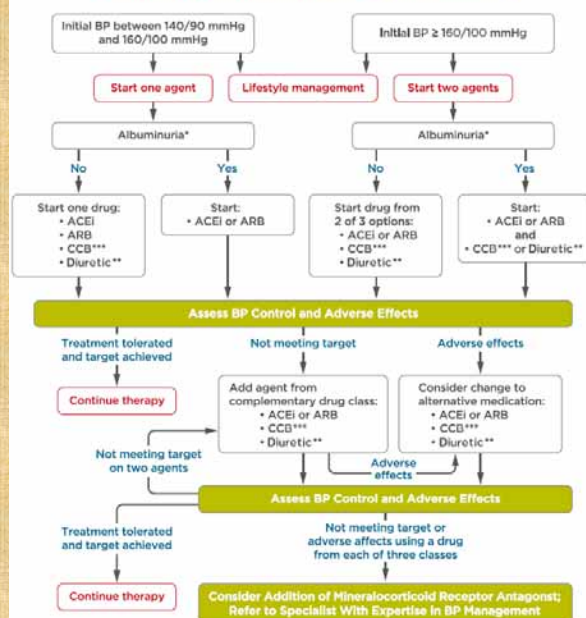 Initial BP between 140/90 mmHg
and 160/100 mmHg
Initial BP ≥ 160/100 mmHg
Start one agent
Lifestyle management
Start two agents
Albuminuria*
Albuminuria*
No
Yes
No
Yes
Start one drug:
• ACEi
• ARB
• CCB***
• Diuretic**
Start:
• ACEi or ARB
Start drug from
2 of 3 options:
• ACEi or ARB
• CCB***
• Diuretic**
Start:
• ACEi or ARB
and
• CCB*** or Diuretic**
Assess BP Control and Adverse Effects
Treatment tolerated
and target achieved
Not meeting target
Adverse effects
Continue therapy
Add agent from
complementary drug class:
• ACEi or ARB
• CCB***
• Diuretic**
Consider change to
alternative medication:
• ACEi or ARB
• CCB***
• Diuretic**
Not meeting target
on two agents
Adverse
effects
Assess BP Control and Adverse Effects
Treatment tolerated
and target achieved
Not meeting target or
adverse affects using a drug
from each of three classes
Continue therapy
Consider Addition of Mineralocorticoid Receptor Antagonst;
Refer to Specialist With Expertise in BP Management